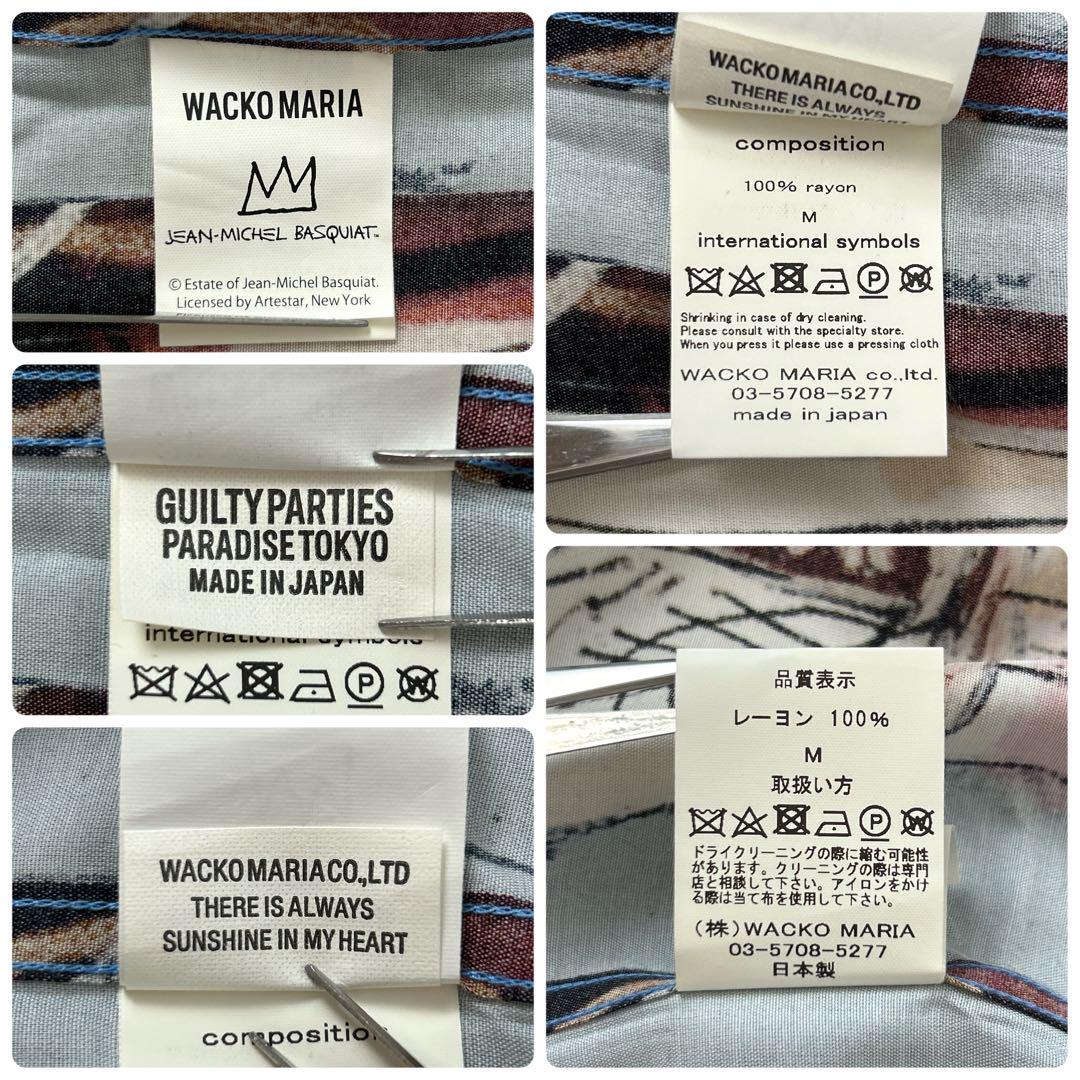 WACKO MARIA
JEAN-MICHEL BASQUIAT™
© Estate of Jean-Michel Basquiat.
Licensed by Artestar, New York
WACKO MARIA CO.,LTD
THERE IS ALWAYS
SUNSHINE IN MY HEART
composition
100% rayon
M
international symbols
P
W
Shrinking in case of dry cleaning.
Please consult with the specialty store.
When you press it please use a pressing cloth
WACKO MARIA co.,ltd.
03-5708-5277
made in japan
GUILTY PARTIES
PARADISE TOKYO
MADE IN JAPAN
international symbols
P
W
WACKO MARIA CO.,LTD
THERE IS ALWAYS
SUNSHINE IN MY HEART
composition
品質表示
レーヨン 100%
M
取扱い方
P
W
ドライクリーニングの際に縮む可能性
があります。クリーニングの際は専門
店と相談して下さい。アイロンをかけ
る際は当て布を使用して下さい。
(株)WACKO MARIA
03-5708-5277
日本製